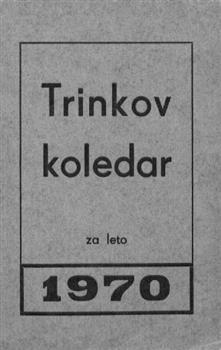 Trinkov
koledar
za leto
1970